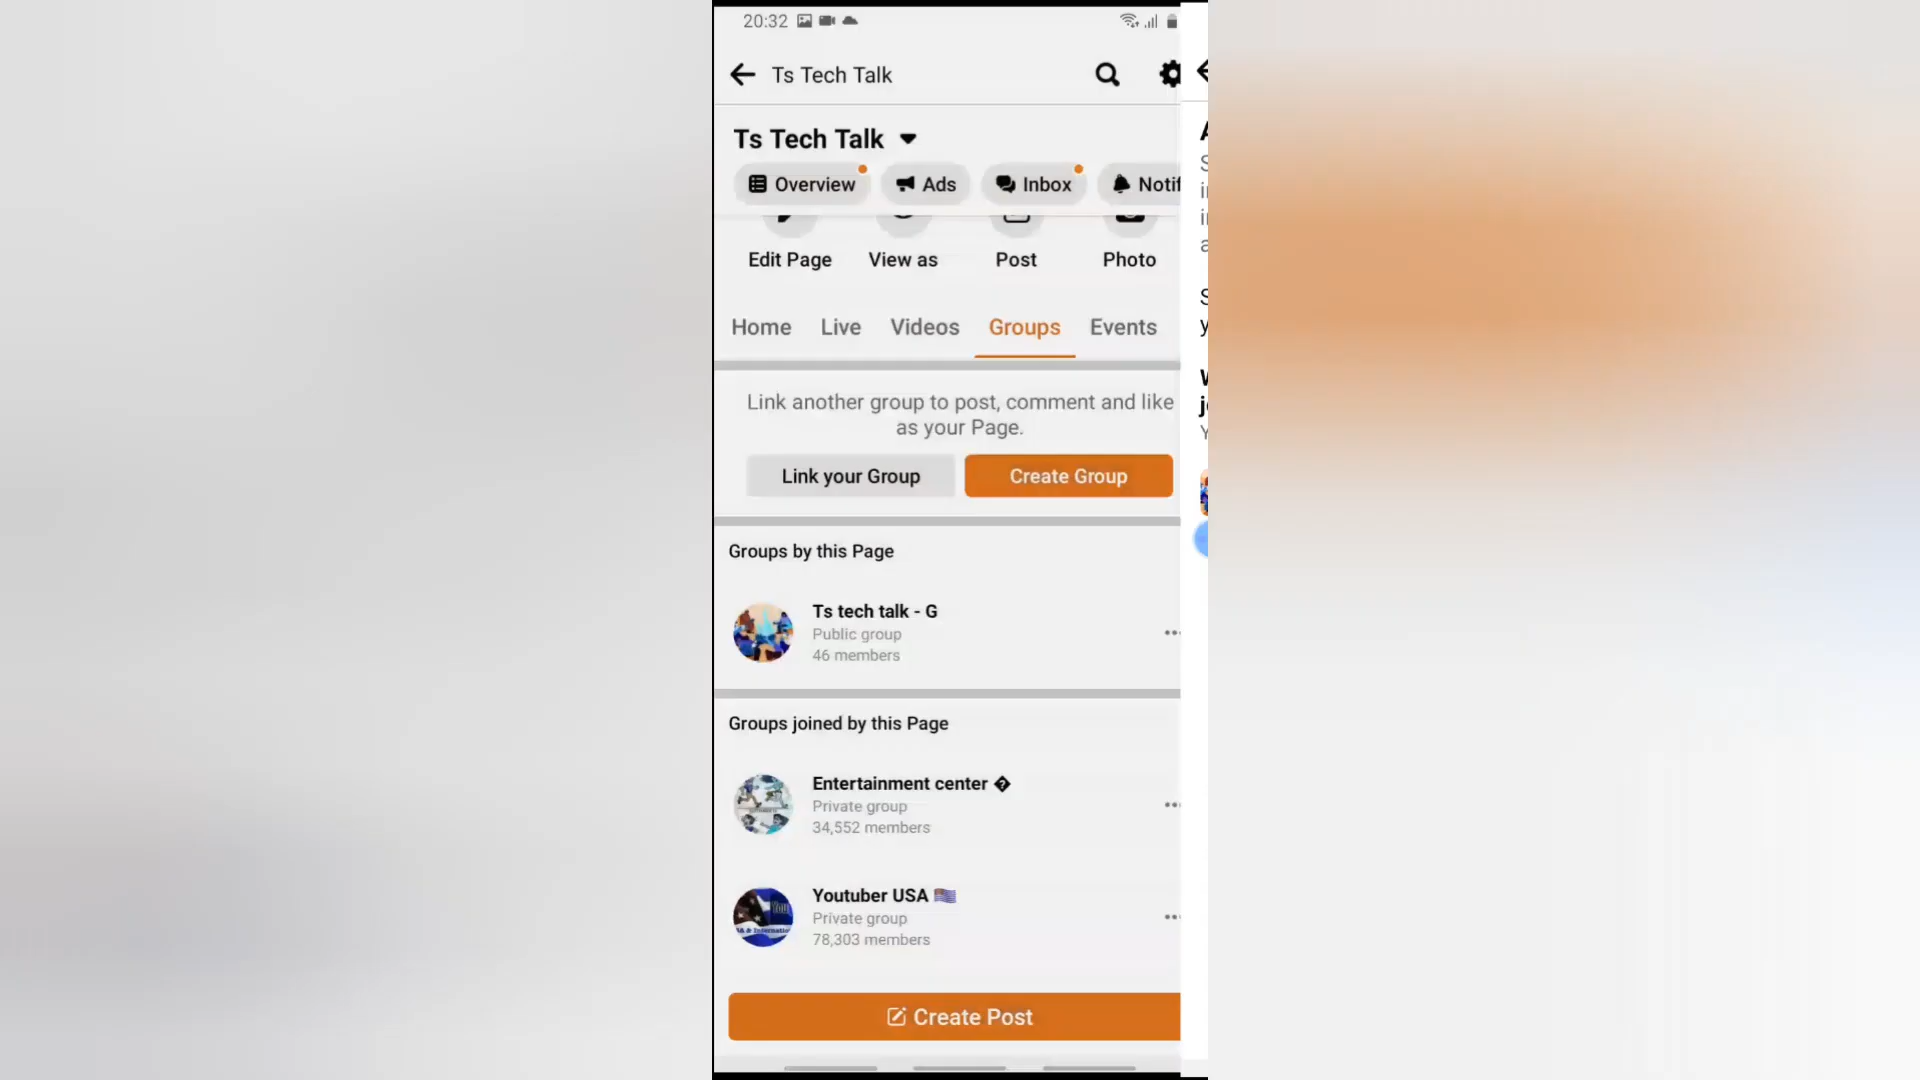 20:32
Ts Tech Talk
Ts Tech Talk
Overview
Ads
Inbox
Edit Page
View as
Post
Photo
Home
Live
Videos
Groups
Events
Link another group to post, comment and like
as your Page.
Link your Group
Create Group
Groups by this Page
Ts tech talk - G
Public group
46 members
Groups joined by this Page
Entertainment center �
Private group
34,552 members
Youtuber USA 🇺🇸
Private group
78,303 members
Create Post